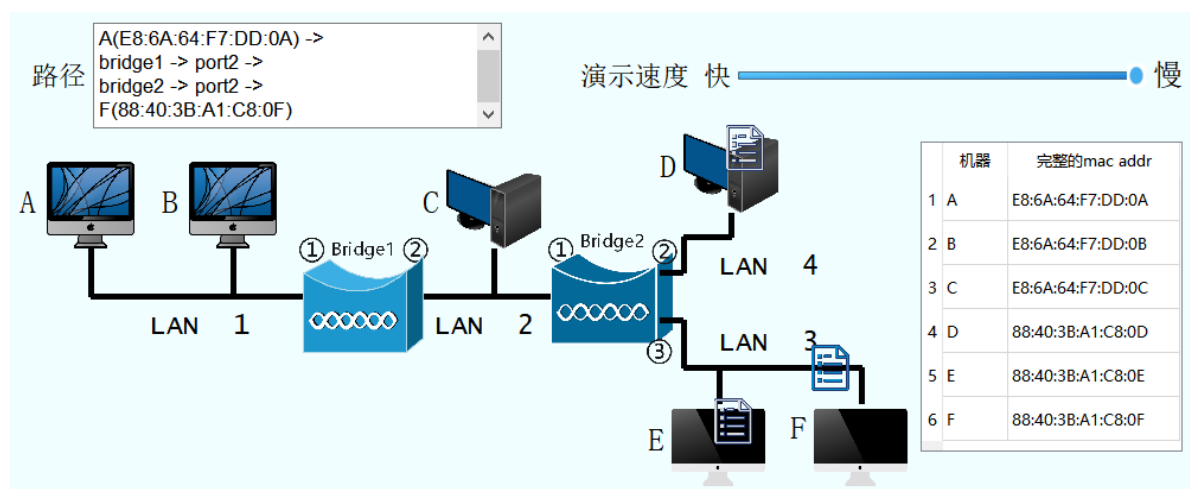 路径
A(E8:6A:64:F7:DD:0A) ->
bridge1 -> port2 ->
bridge2 -> port2 ->
F(88:40:3B:A1:C8:0F)
演示速度 快 慢
A
B
C
D
① Bridge1 ②
① Bridge2 ②
③
LAN 1
LAN 2
LAN 4
LAN 3
E
F
机器 完整的mac addr
1 A E8:6A:64:F7:DD:0A
2 B E8:6A:64:F7:DD:0B
3 C E8:6A:64:F7:DD:0C
4 D 88:40:3B:A1:C8:0D
5 E 88:40:3B:A1:C8:0E
6 F 88:40:3B:A1:C8:0F